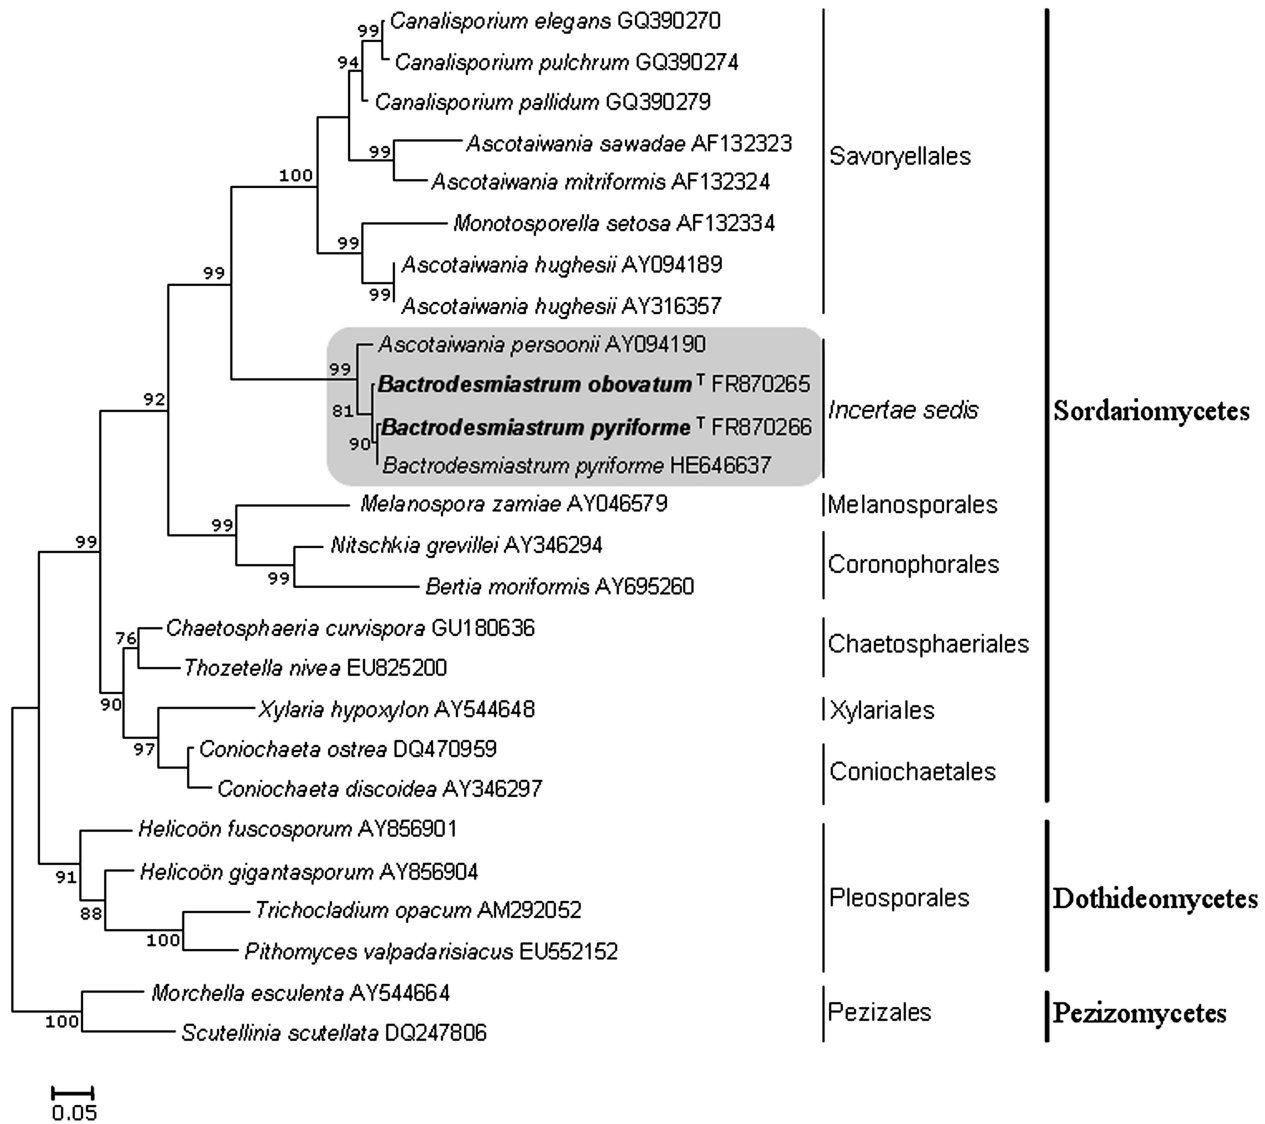 99
Canalisporium elegans GQ390270
94
Canalisporium pulchrum GQ390274
Canalisporium pallidum GQ390279
99
Ascotaiwania sawadae AF132323
Savoryellales
100
Ascotaiwania mitriformis AF132324
Monotosporella setosa AF132334
99
99
Ascotaiwania hughesii AY094189
99
Ascotaiwania hughesii AY316357
Ascotaiwania persoonii AY094190
99
Bactrodesmiastrum obovatum T FR870265
81
92
Incertae sedis
Sordariomycetes
Bactrodesmiastrum pyriforme T FR870266
90
Bactrodesmiastrum pyriforme HE646637
Melanospora zamiae AY046579
Melanosporales
99
99
Nitschkia grevillei AY346294
Coronophorales
99
Bertia moriformis AY695260
Chaetosphaeria curvispora GU180636
76
Chaetosphaeriales
Thozetella nivea EU825200
90
Xylaria hypoxylon AY544648
Xylariales
97
Coniochaeta ostrea DQ470959
Coniochaetales
Coniochaeta discoidea AY346297
Helicoön fuscosporum AY856901
91
Helicoön gigantasporum AY856904
Pleosporales
Dothideomycetes
88
Trichocladium opacum AM292052
100
Pithomyces valpadarisiacus EU552152
Morchella esculenta AY544664
Pezizales
Pezizomycetes
100
Scutellinia scutellata DQ247806
0.05